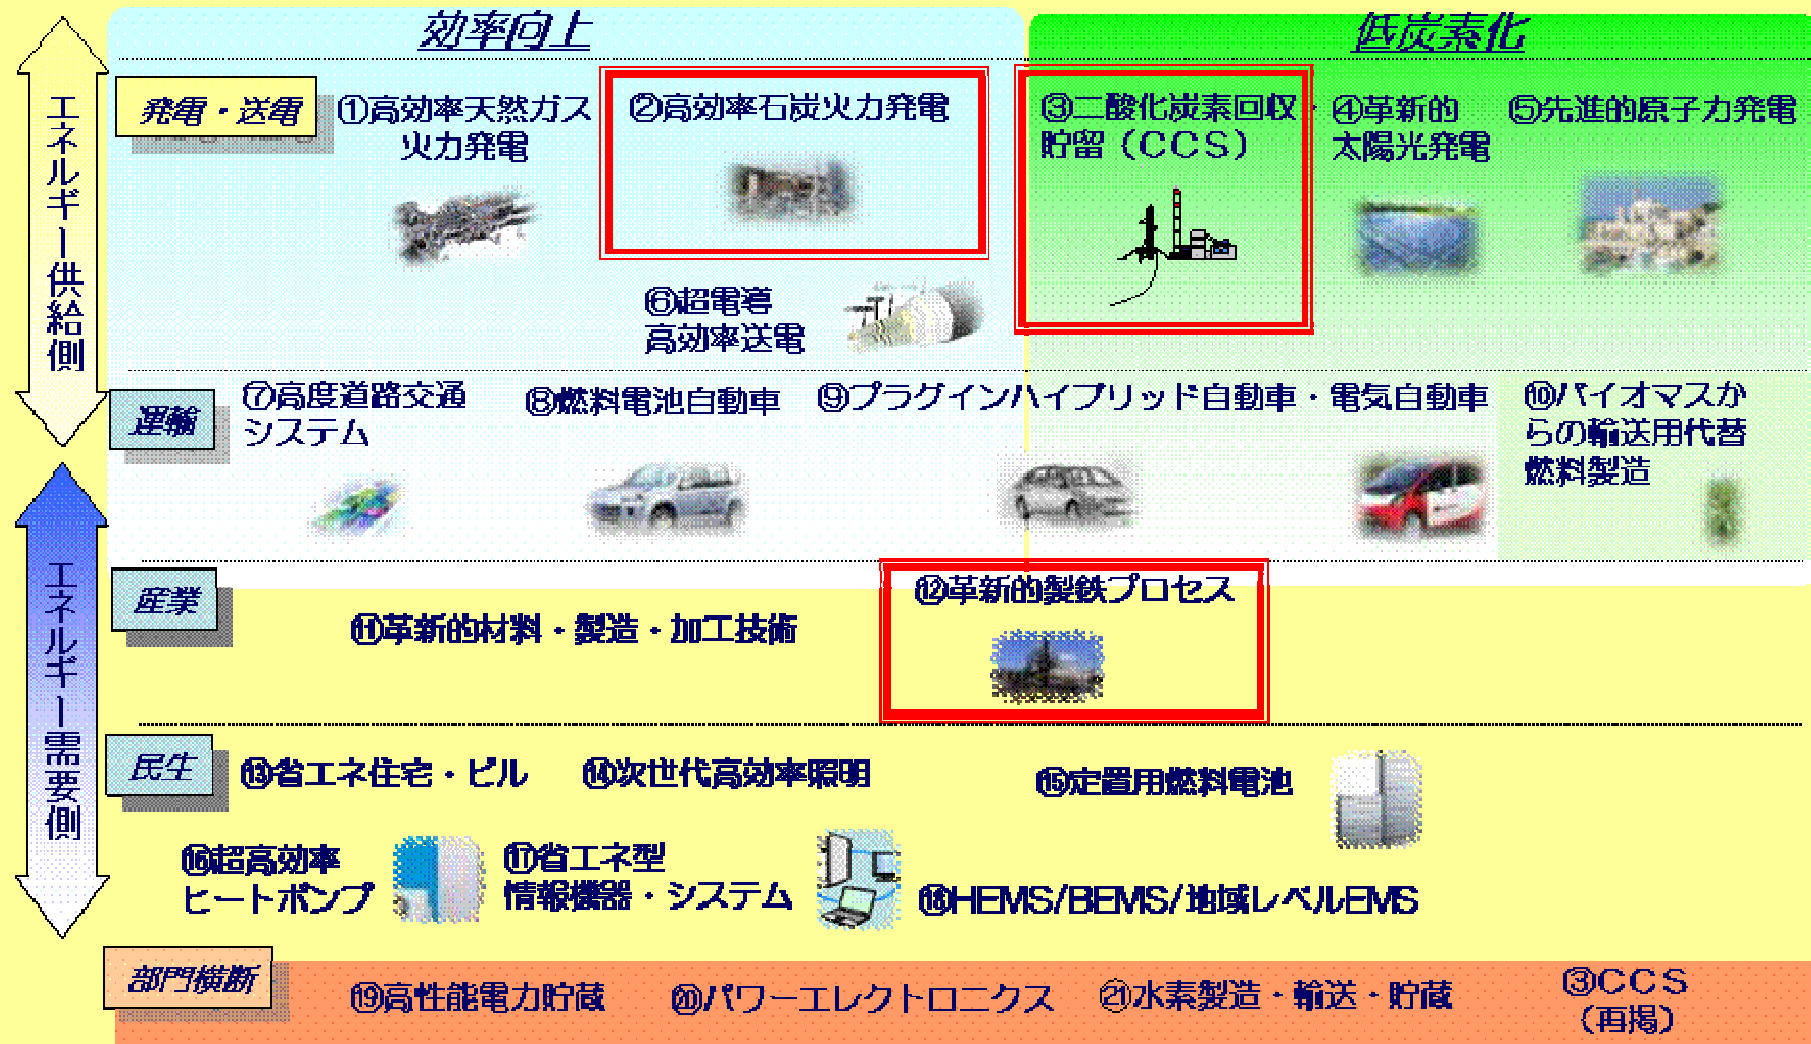 効率向上
低炭素化
エネルギー供給側
発電・送電
①高効率天然ガス
火力発電
②高効率石炭火力発電
③二酸化炭素回収・
貯留（ＣＣＳ）
④革新的
太陽光発電
⑤先進的原子力発電
⑥超電導
高効率送電
運輸
⑦高度道路交通
システム
⑧燃料電池自動車
⑨プラグインハイブリッド自動車・電気自動車
⑩バイオマスか
らの輸送用代替
燃料製造
エネルギー需要側
産業
⑪革新的材料・製造・加工技術
⑫革新的製鉄プロセス
民生
⑬省エネ住宅・ビル
⑭次世代高効率照明
⑮定置用燃料電池
⑯超高効率
ヒートポンプ
⑰省エネ型
情報機器・システム
⑱HEMS/BEMS/地域レベルEMS
部門横断
⑲高性能電力貯蔵
⑳パワーエレクトロニクス
㉑水素製造・輸送・貯蔵
③ＣＣＳ
（再掲）